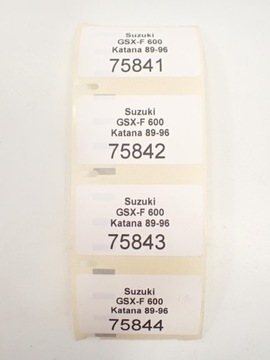 Suzuki
GSX-F 600
Katana 89-96
75841
Suzuki
GSX-F 600
Katana 89-96
75842
Suzuki
GSX-F 600
Katana 89-96
75843
Suzuki
GSX-F 600
Katana 89-96
75844